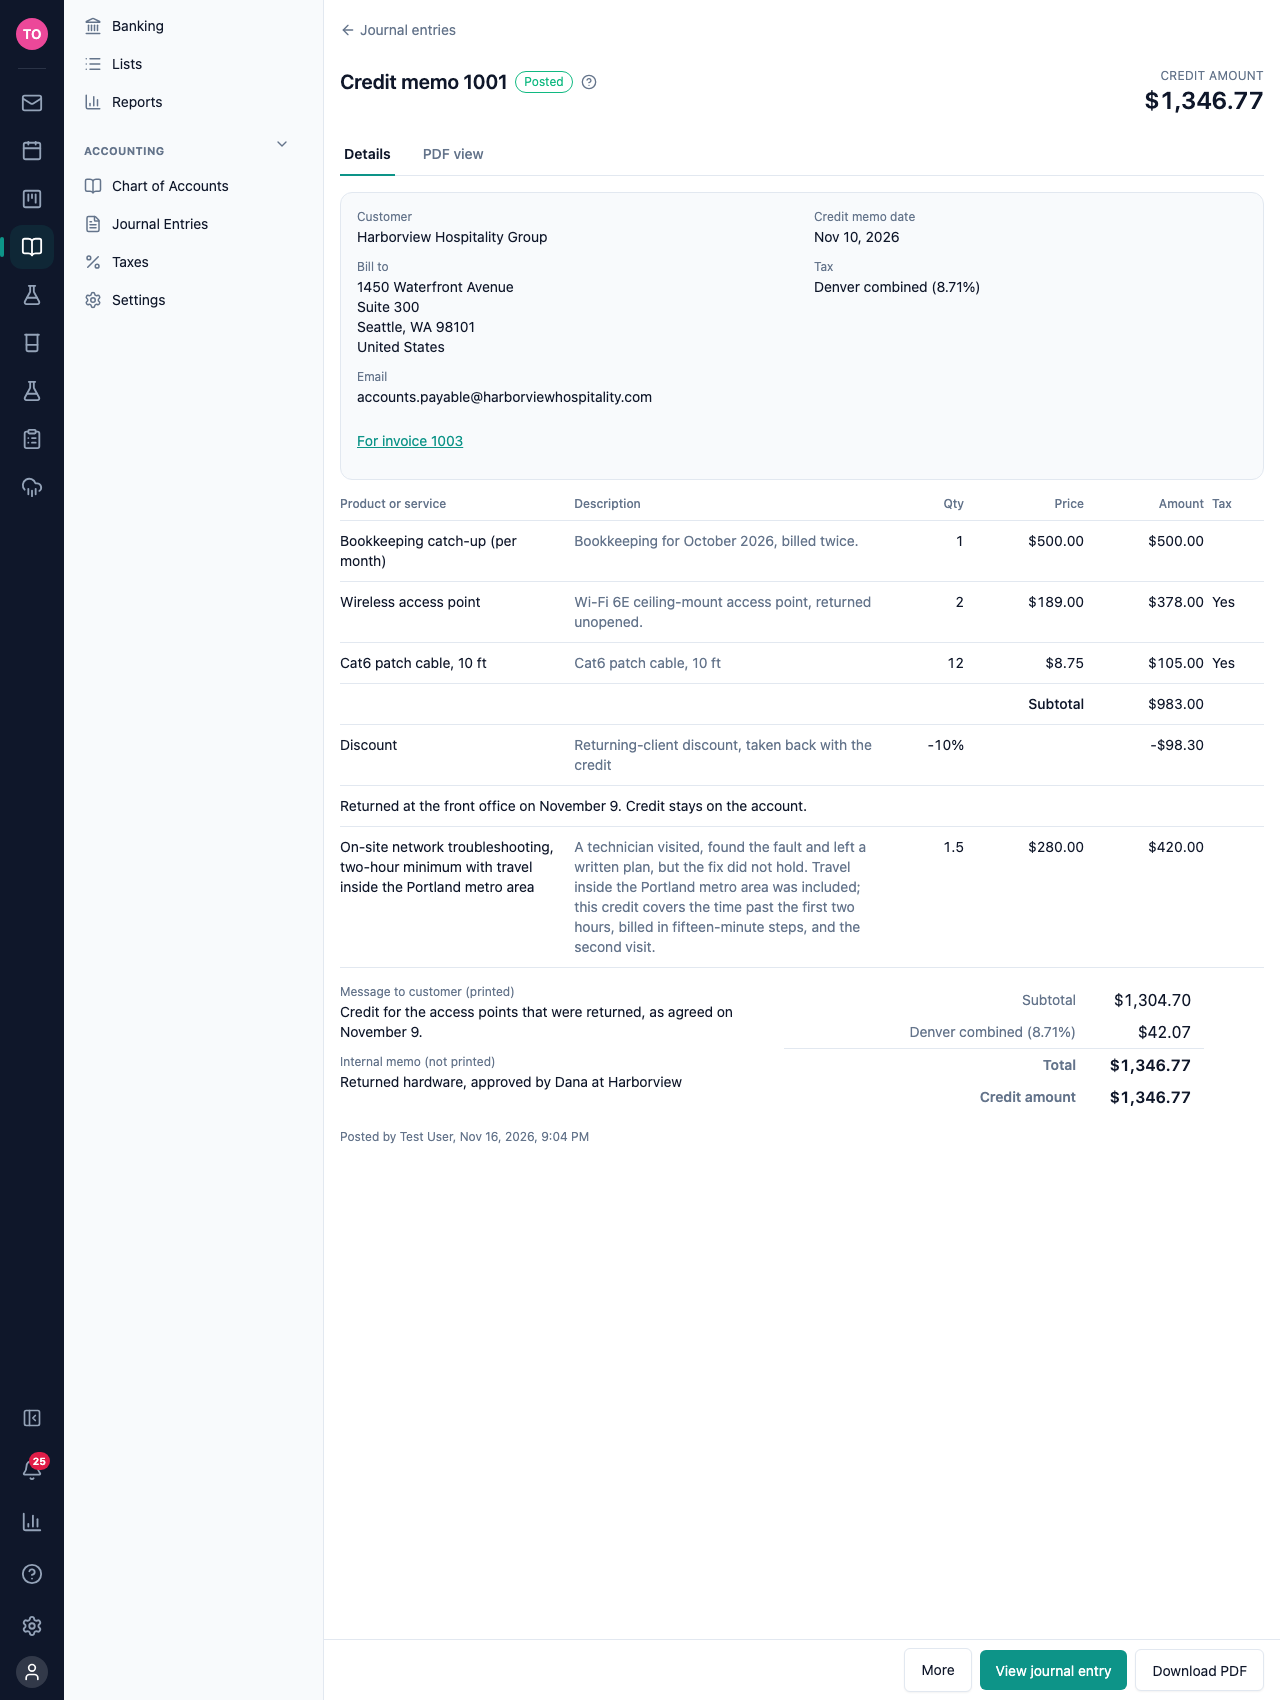 TO
Banking
Lists
Reports
ACCOUNTING
Chart of Accounts
Journal Entries
Taxes
Settings
25
Journal entries
Credit memo 1001 Posted
CREDIT AMOUNT
$1,346.77
Details PDF view
Customer
Harborview Hospitality Group
Bill to
1450 Waterfront Avenue
Suite 300
Seattle, WA 98101
United States
Email
accounts.payable@harborviewhospitality.com
For invoice 1003
Credit memo date
Nov 10, 2026
Tax
Denver combined (8.71%)
Product or service Description Qty Price Amount Tax
Bookkeeping catch-up (per Bookkeeping for October 2026, billed twice. 1 $500.00 $500.00
month)
Wireless access point Wi-Fi 6E ceiling-mount access point, returned 2 $189.00 $378.00 Yes
unopened.
Cat6 patch cable, 10 ft Cat6 patch cable, 10 ft 12 $8.75 $105.00 Yes
Subtotal $983.00
Discount Returning-client discount, taken back with the -10% -$98.30
credit
Returned at the front office on November 9. Credit stays on the account.
On-site network troubleshooting, A technician visited, found the fault and left a 1.5 $280.00 $420.00
two-hour minimum with travel written plan, but the fix did not hold. Travel
inside the Portland metro area inside the Portland metro area was included;
this credit covers the time past the first two
hours, billed in fifteen-minute steps, and the
second visit.
Message to customer (printed)
Credit for the access points that were returned, as agreed on
November 9.
Internal memo (not printed)
Returned hardware, approved by Dana at Harborview
Subtotal $1,304.70
Denver combined (8.71%) $42.07
Total $1,346.77
Credit amount $1,346.77
Posted by Test User, Nov 16, 2026, 9:04 PM
More View journal entry Download PDF